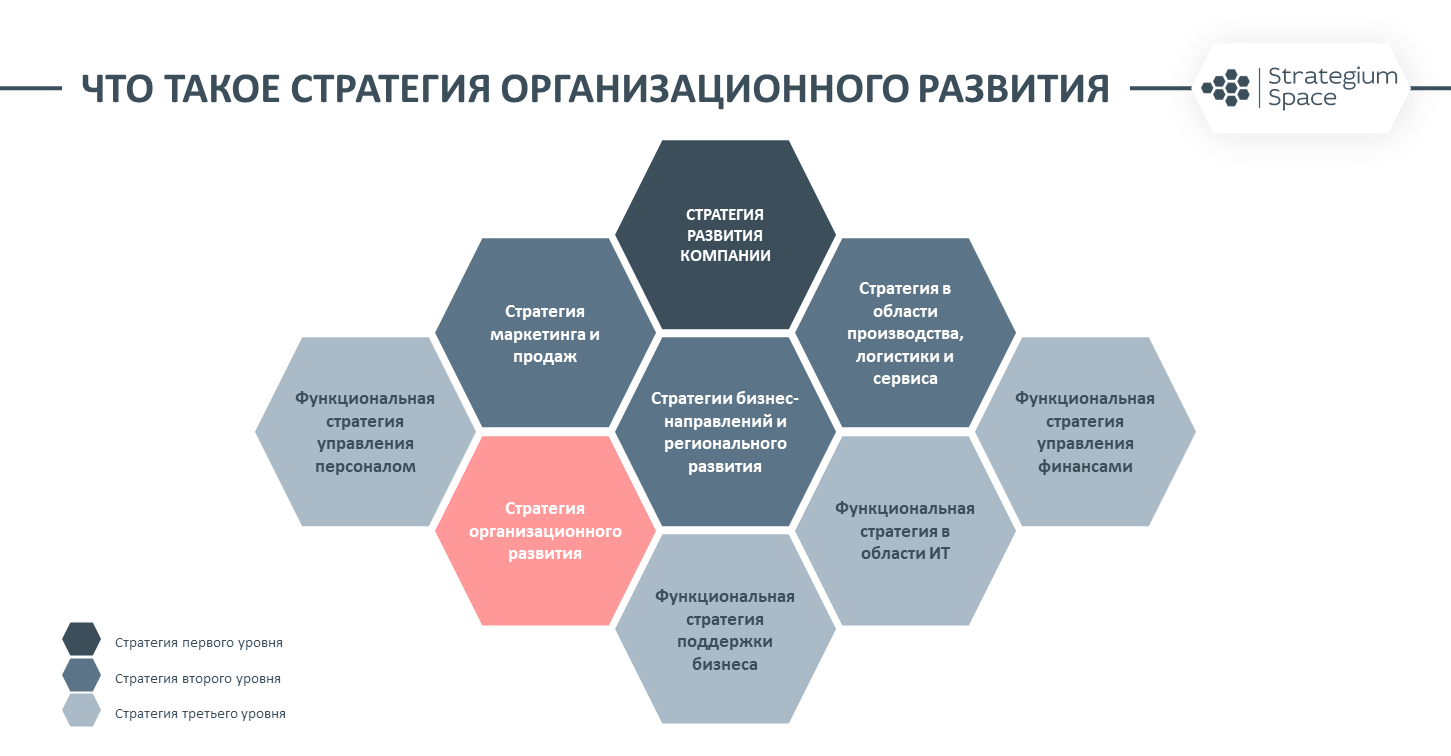 ЧТО ТАКОЕ СТРАТЕГИЯ ОРГАНИЗАЦИОННОГО РАЗВИТИЯ
Strategium
Space
СТРАТЕГИЯ
РАЗВИТИЯ
КОМПАНИИ
Стратегия
маркетинга и
продаж
Стратегия в
области
производства,
логистики и
сервиса
Функциональная
стратегия
управления
персоналом
Стратегии бизнес-
направлений и
регионального
развития
Функциональная
стратегия
управления
финансами
Стратегия
организационного
развития
Функциональная
стратегия в
области ИТ
Функциональная
стратегия
поддержки
бизнеса
Стратегия первого уровня
Стратегия второго уровня
Стратегия третьего уровня